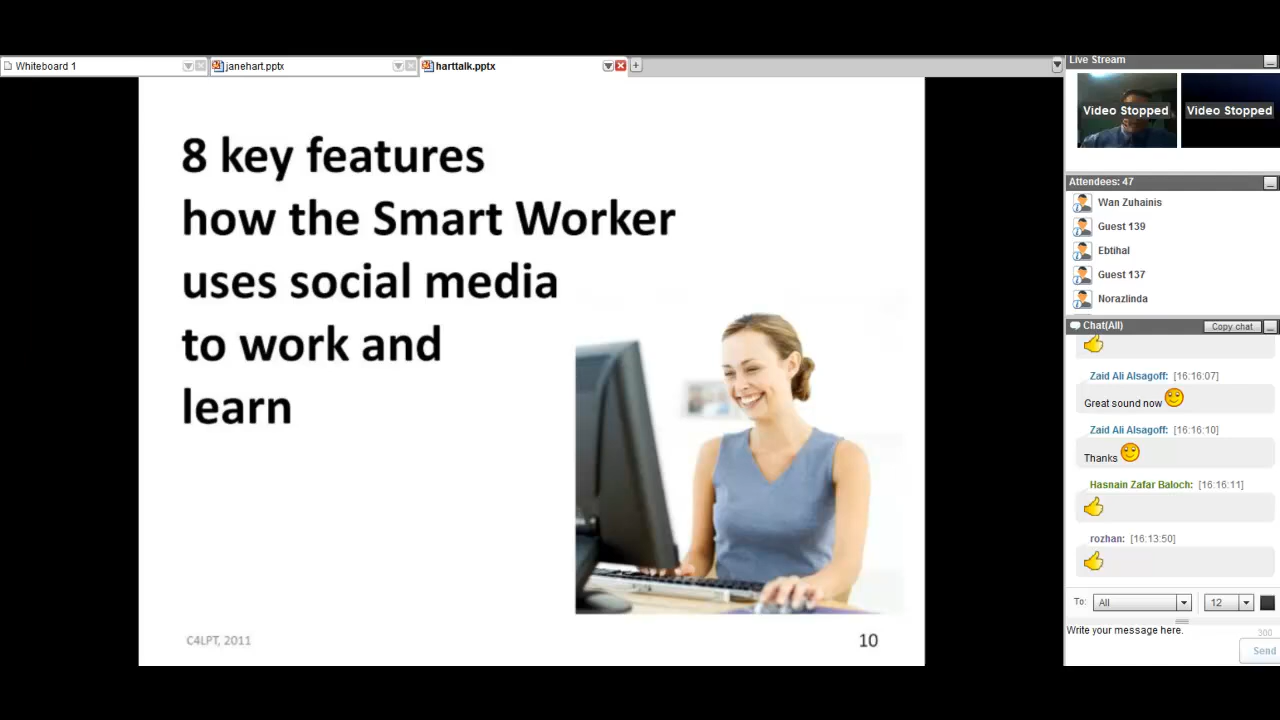 Whiteboard 1
janehart.pptx
harttalk.pptx
8 key features
how the Smart Worker
uses social media
to work and
learn
C4LPT, 2011
10
Live Stream
Video Stopped
Video Stopped
Attendees: 47
Wan Zuhainis
Guest 139
Ebtihal
Guest 137
Norazlinda
Chat(All)
Copy chat
Zaid Ali Alsagoff: [16:16:07]
Great sound now
Zaid Ali Alsagoff: [16:16:10]
Thanks
Hasnain Zafar Baloch: [16:16:11]
rozhan: [16:13:50]
To: All 12
Write your message here.
300
Send